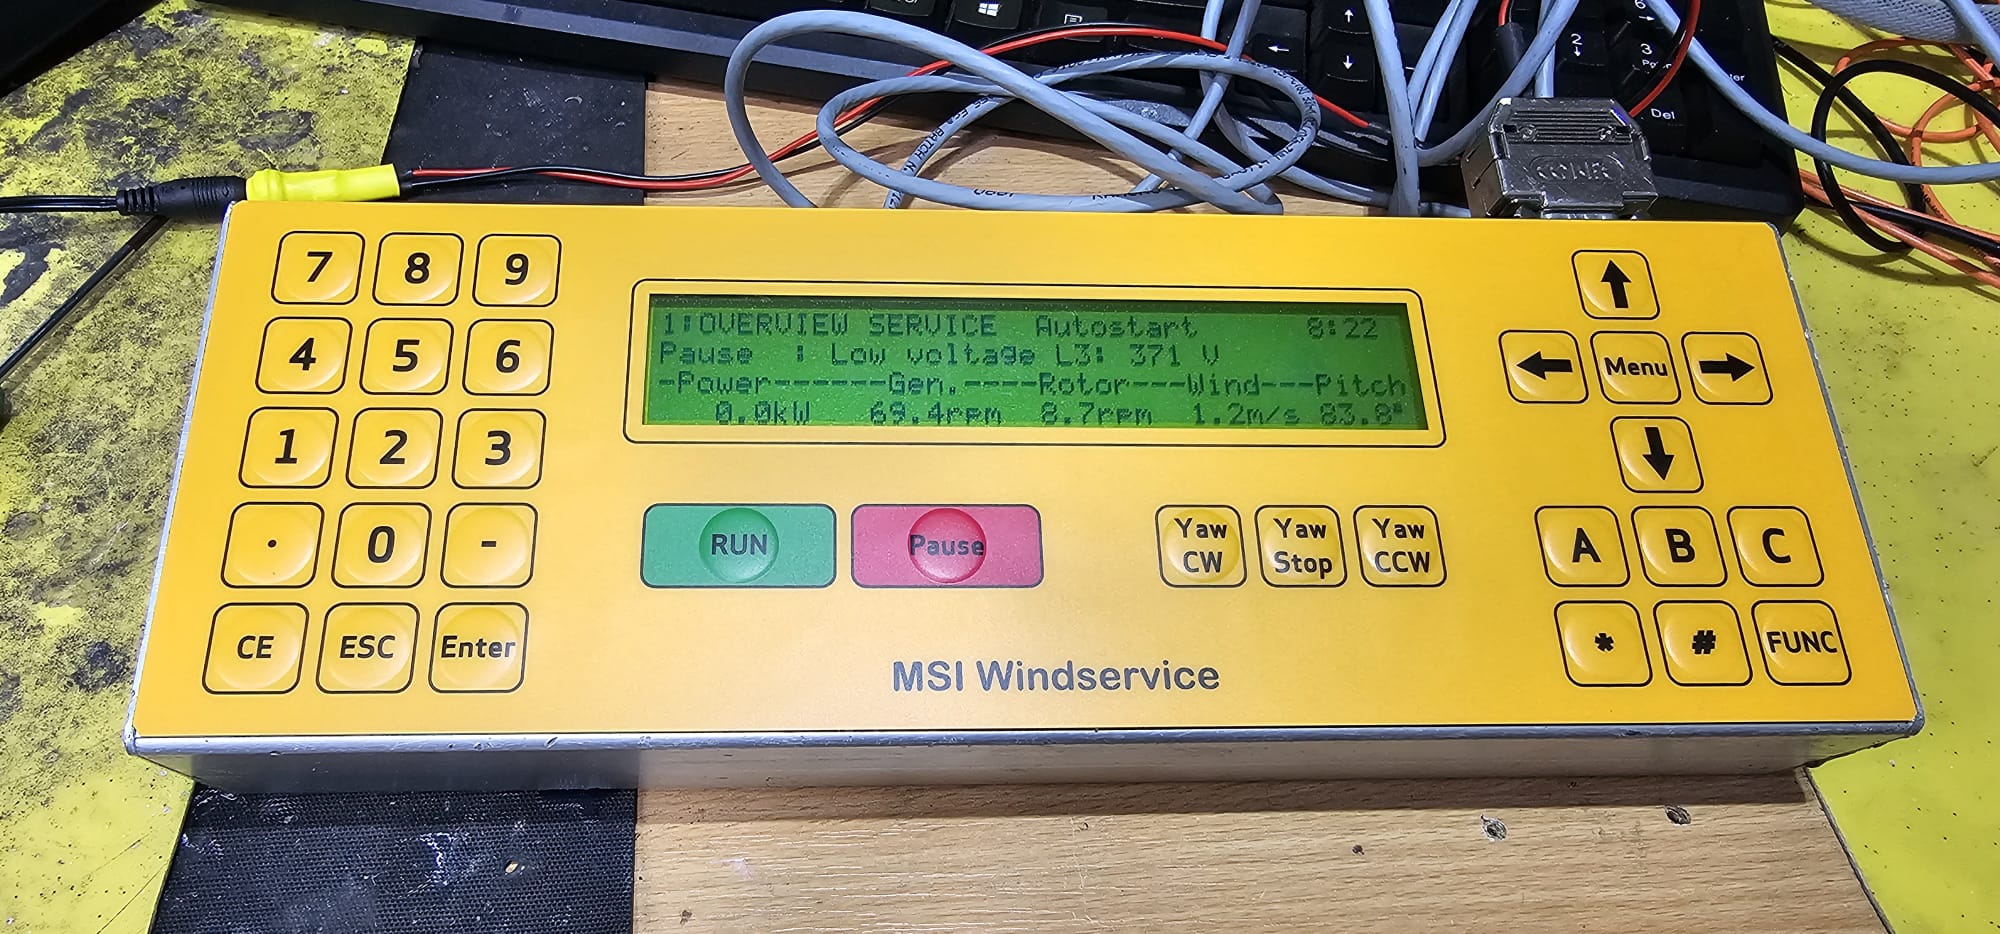 7 8 9
4 5 6
1 2 3
. 0 -
CE ESC Enter
1:OVERVIEW SERVICE Autostart 8:22
Pause : Low voltage L3: 371 V
-Power------Gen.----Rotor---Wind---Pitch
0.0kW 69.4rpm 8.7rpm 1.2m/s 83.8°
RUN
Pause
Yaw CW
Yaw Stop
Yaw CCW
MSI Windservice
↑
← Menu →
↓
A B C
* # FUNC
Del